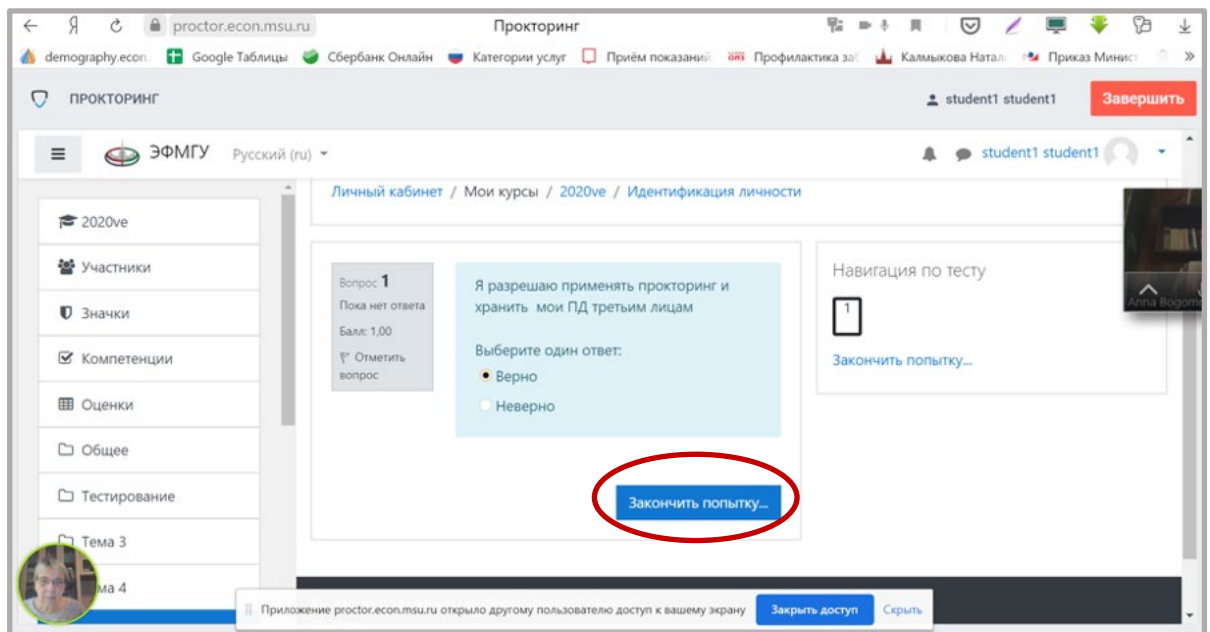 proctor.econ.msu.ru
Прокторинг
demography.econ
Google Таблицы
Сбербанк Онлайн
Категории услуг
Приём показаний
Профилактика заб
Калмыкова Натал
Приказ Минист
ПРОКТОРИНГ
student1 student1
Завершить
ЭФМГУ
Русский (ru)
student1 student1
Личный кабинет / Мои курсы / 2020ve / Идентификация личности
2020ve
Участники
Значки
Компетенции
Оценки
Общее
Тестирование
Тема 3
ма 4
Вопрос 1
Пока нет ответа
Балл: 1,00
Отметить
вопрос
Я разрешаю применять прокторинг и
хранить мои ПД третьим лицам
Выберите один ответ:
Верно
Неверно
Закончить попытку...
Навигация по тесту
1
Закончить попытку...
Anna Bogom
Приложение proctor.econ.msu.ru открыло другому пользователю доступ к вашему экрану
Закрыть доступ
Скрыть